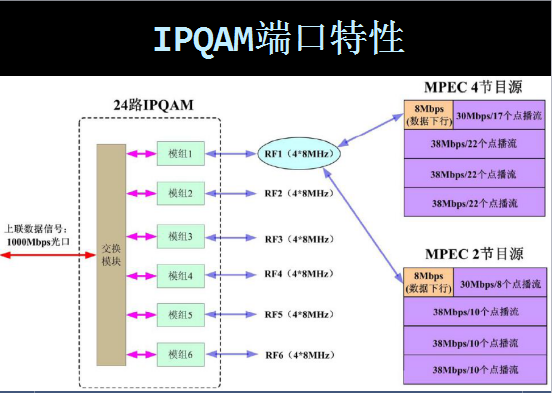 IPQAM端口特性
24路IPQAM
上联数据信号:
1000Mbps光口
交换
模块
模组1
模组2
模组3
模组4
模组5
模组6
RF1（4*8MHz）
RF2（4*8MHz）
RF3（4*8MHz）
RF4（4*8MHz）
RF5（4*8MHz）
RF6（4*8MHz）
MPEC 4节目源
8Mbps
(数据下行)
30Mbps/17个点播流
38Mbps/22个点播流
38Mbps/22个点播流
38Mbps/22个点播流
MPEC 2节目源
8Mbps
(数据下行)
30Mbps/8个点播流
38Mbps/10个点播流
38Mbps/10个点播流
38Mbps/10个点播流